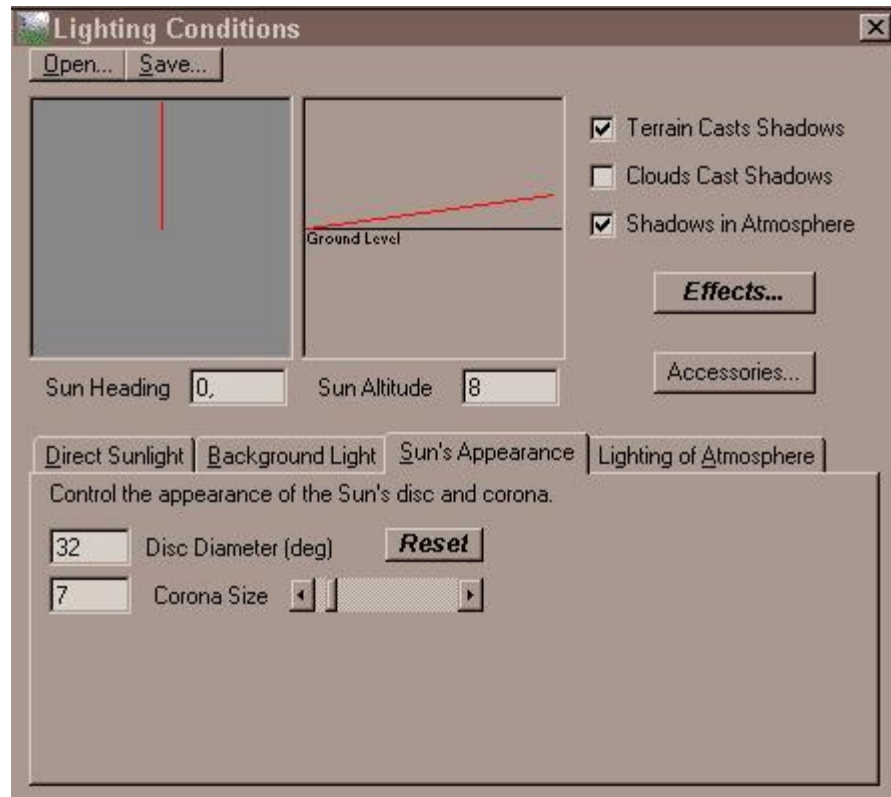 Lighting Conditions
Open... Save...
Ground Level
Terrain Casts Shadows
Clouds Cast Shadows
Shadows in Atmosphere
Effects...
Accessories...
Sun Heading 0, Sun Altitude 8
Direct Sunlight Background Light Sun's Appearance Lighting of Atmosphere
Control the appearance of the Sun's disc and corona.
32 Disc Diameter (deg) Reset
7 Corona Size